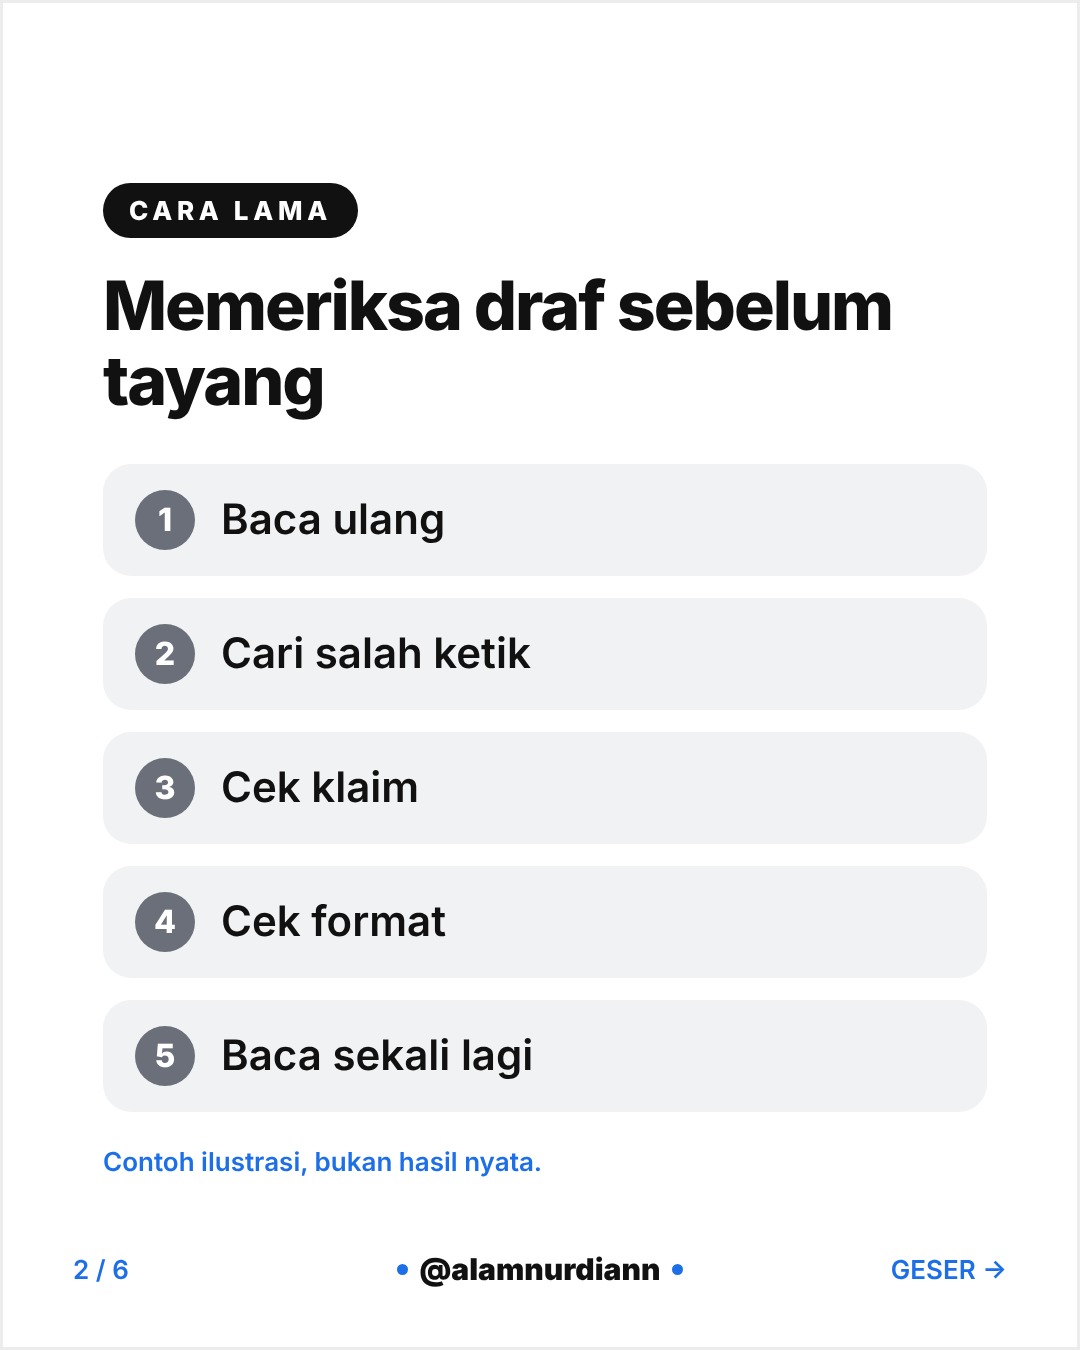 CARA LAMA
Memeriksa draf sebelum
tayang
1 Baca ulang
2 Cari salah ketik
3 Cek klaim
4 Cek format
5 Baca sekali lagi
Contoh ilustrasi, bukan hasil nyata.
2 / 6 • @alamnurdiann • GESER →